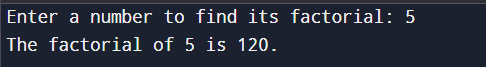 Enter a number to find its factorial: 5
The factorial of 5 is 120.